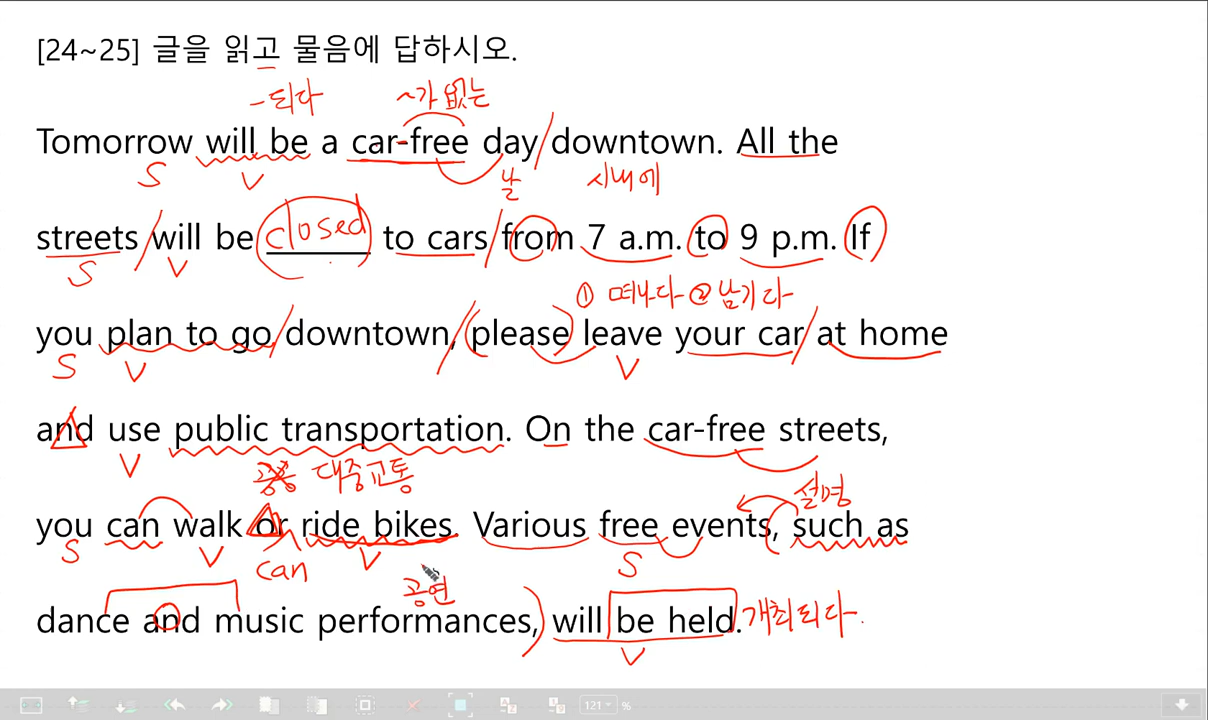 [24~25] 글을 읽고 물음에 답하시오.
-되다 ~가 없는
Tomorrow will be a car-free day/downtown. All the
S V 날 시내에
streets/will be closed to cars/from 7 a.m. to 9 p.m. If
S V
① 떠나다 ② 남기다
you plan to go/downtown,/(please) leave your car/at home
S V V
and use public transportation. On the car-free streets,
V 공공 대중교통
설명
you can walk or ride bikes. Various free events, (such as
S V can V S
공연
dance and music performances,) will be held. 개최되다.
V
121 %